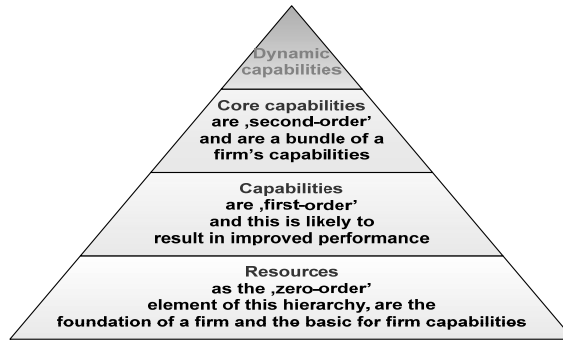 Dynamic
capabilities
Core capabilities
are ‚second-order’
and are a bundle of a
firm’s capabilities
Capabilities
are ‚first-order’
and this is likely to
result in improved performance
Resources
as the ‚zero-order’
element of this hierarchy, are the
foundation of a firm and the basic for firm capabilities